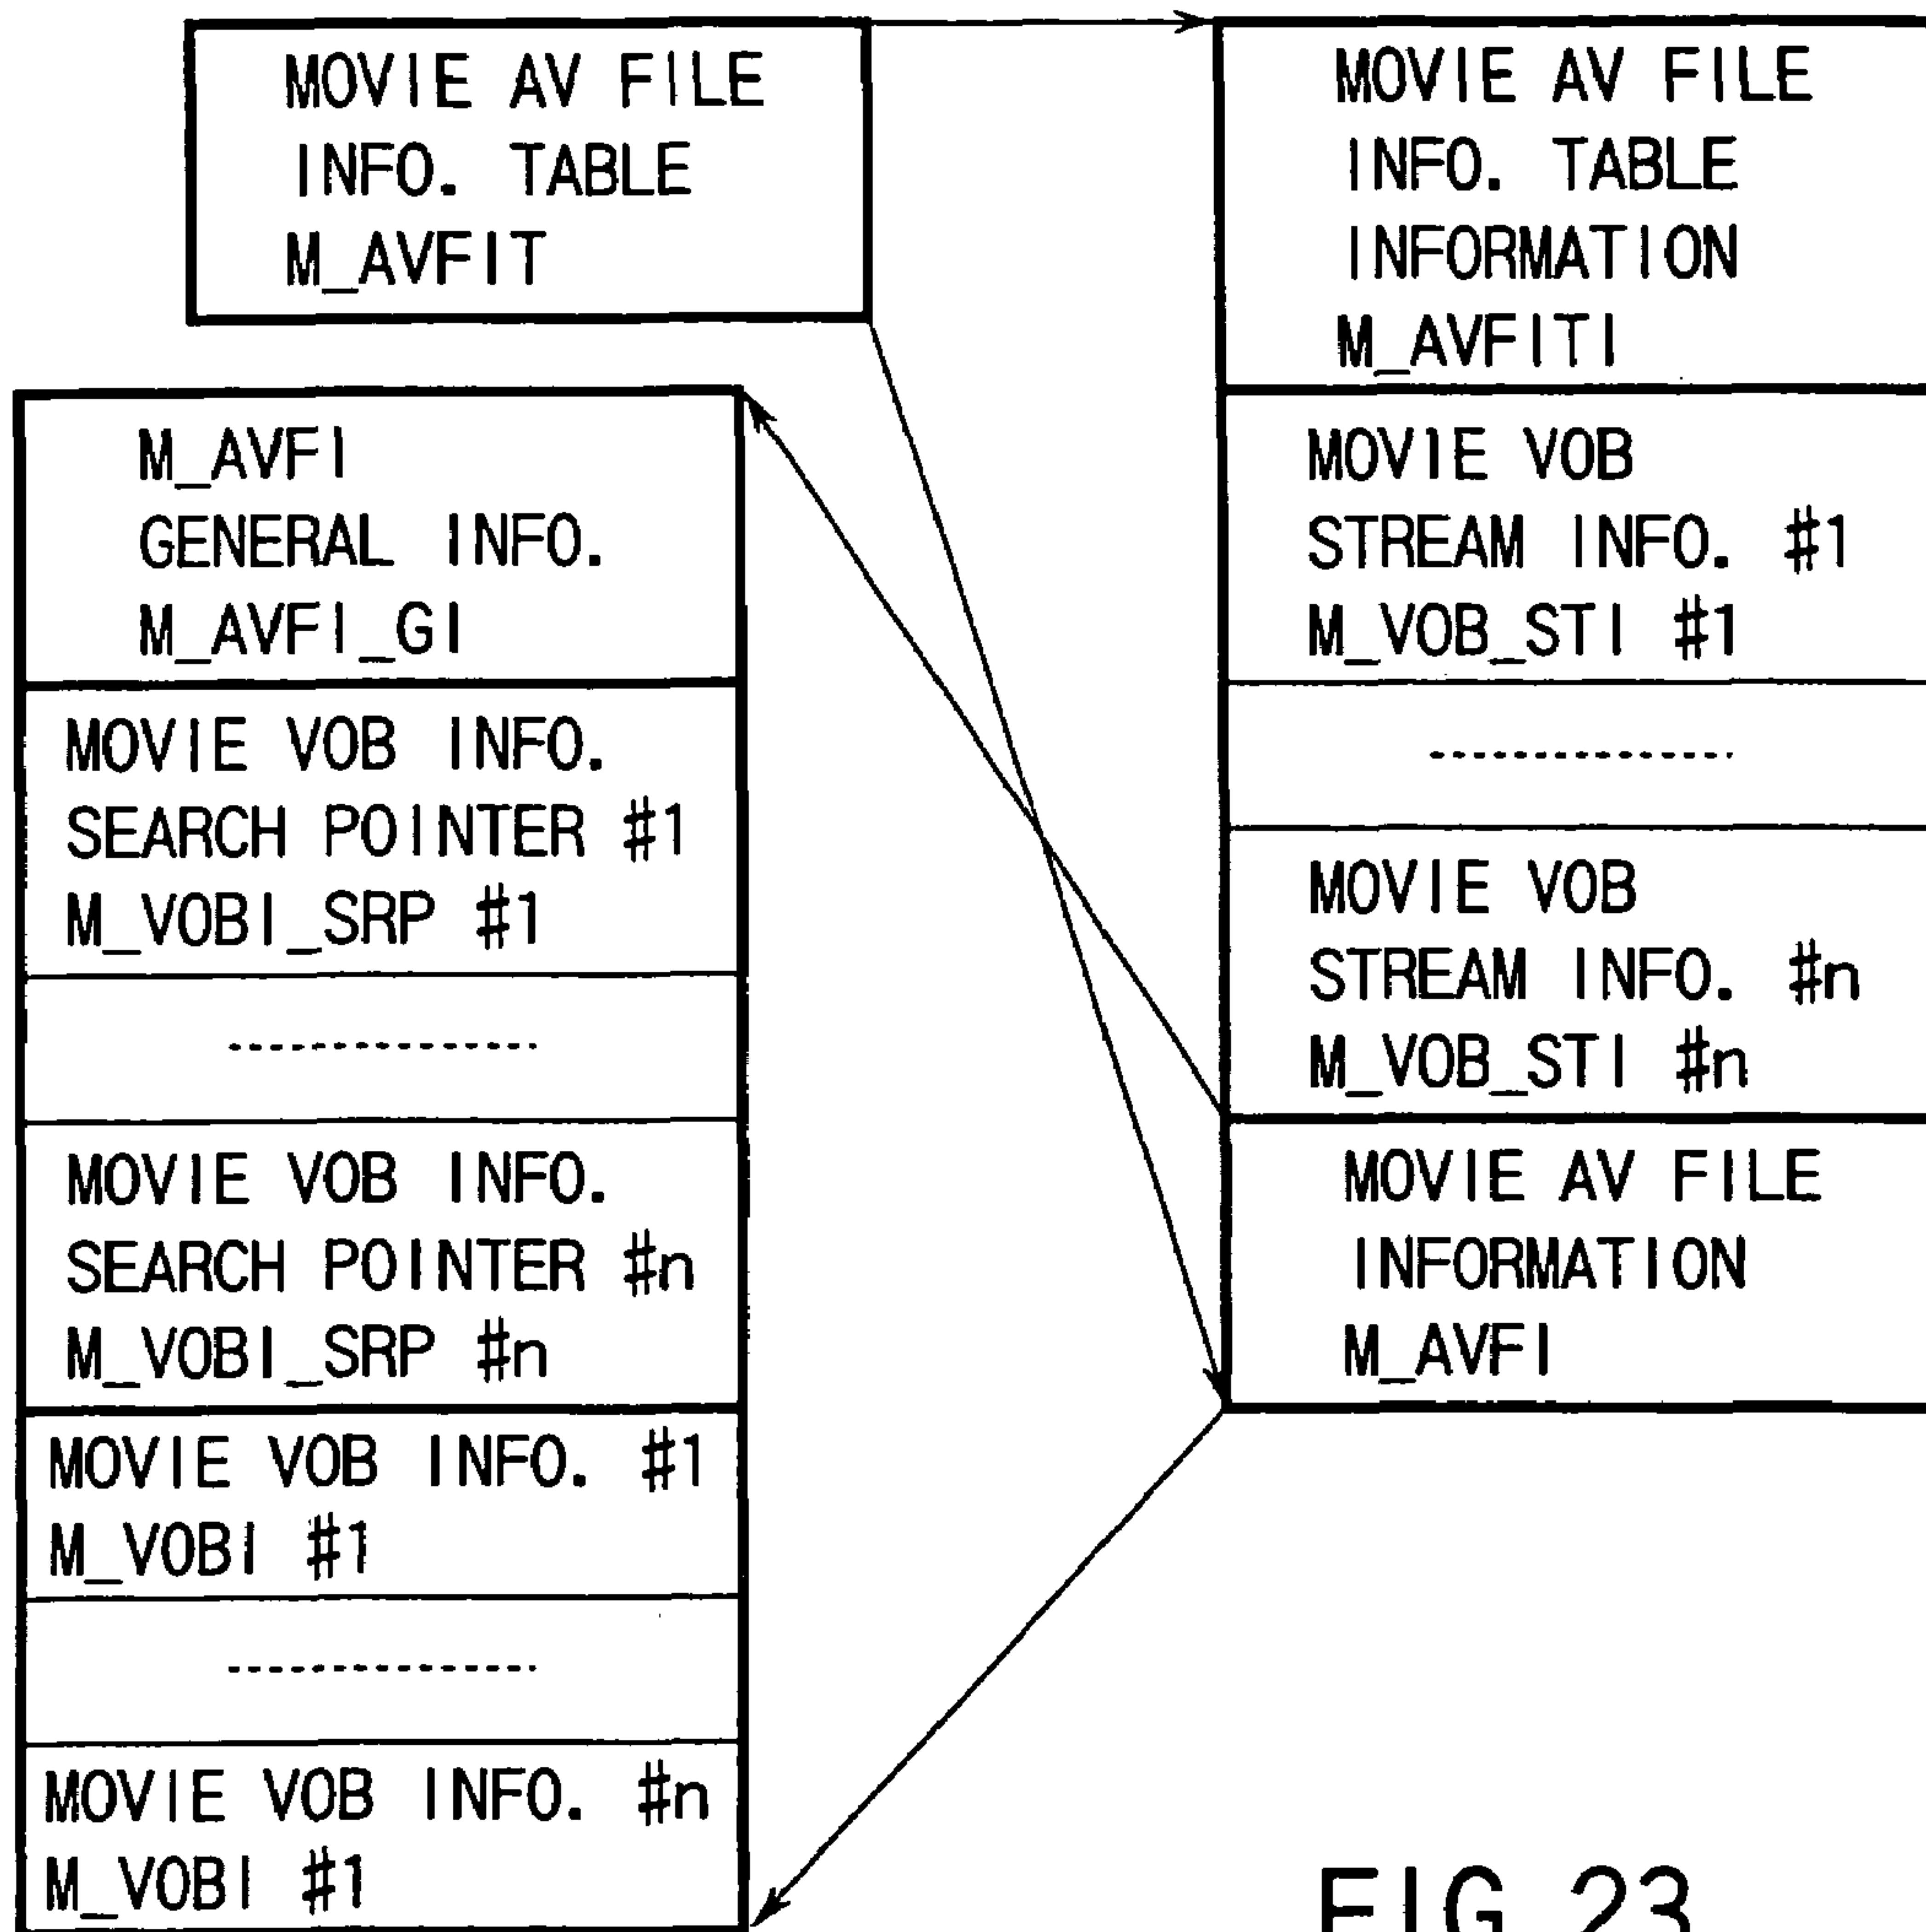 MOVIE AV FILE
INFO. TABLE
M_AVFIT
M_AVFI
GENERAL INFO.
M_AVFI_GI
MOVIE VOB INFO.
SEARCH POINTER #1
M_VOBI_SRP #1
MOVIE VOB INFO.
SEARCH POINTER #n
M_VOBI_SRP #n
MOVIE VOB INFO. #1
M_VOBI #1
MOVIE VOB INFO. #n
M_VOBI #1
MOVIE AV FILE
INFO. TABLE
INFORMATION
M_AVFITI
MOVIE VOB
STREAM INFO. #1
M_VOB_STI #1
MOVIE VOB
STREAM INFO. #n
M_VOB_STI #n
MOVIE AV FILE
INFORMATION
M_AVFI
FIG. 23